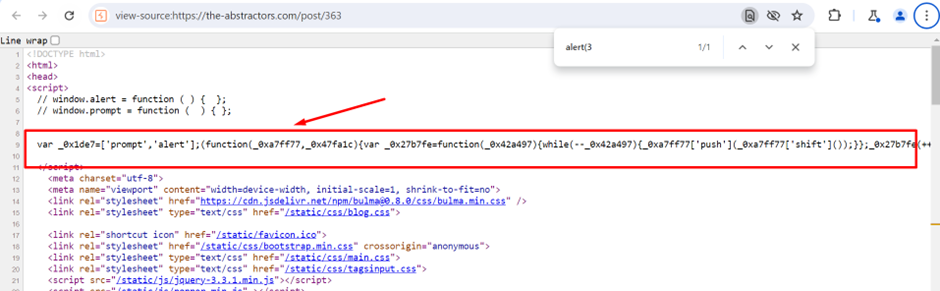 view-source:https://the-abstractors.com/post/363
alert(3 1/1
Line wrap
1 <!DOCTYPE html>
2 <html>
3 <head>
4 <script>
5 // window.alert = function ( ) { };
6 // window.prompt = function ( ) { };
7
8
9 var _0x1de7=['prompt','alert'];(function(_0xa7ff77,_0x47fa1c){var _0x27b7fe=function(_0x42a497){while(--_0x42a497){_0xa7ff77['push'](_0xa7ff77['shift']());}};_0x27b7fe(++
10
11 </script>
12 <meta charset="utf-8">
13 <meta name="viewport" content="width=device-width, initial-scale=1, shrink-to-fit=no">
14 <link rel="stylesheet" href="https://cdn.jsdelivr.net/npm/bulma@0.8.0/css/bulma.min.css" />
15 <link rel="stylesheet" type="text/css" href="/static/css/blog.css">
16
17 <link rel="shortcut icon" href="/static/favicon.ico">
18 <link rel="stylesheet" href="/static/css/bootstrap.min.css" crossorigin="anonymous">
19 <link rel="stylesheet" type="text/css" href="/static/css/main.css">
20 <link rel="stylesheet" type="text/css" href="/static/css/tagsinput.css">
21 <script src="/static/js/jquery-3.3.1.min.js"></script>